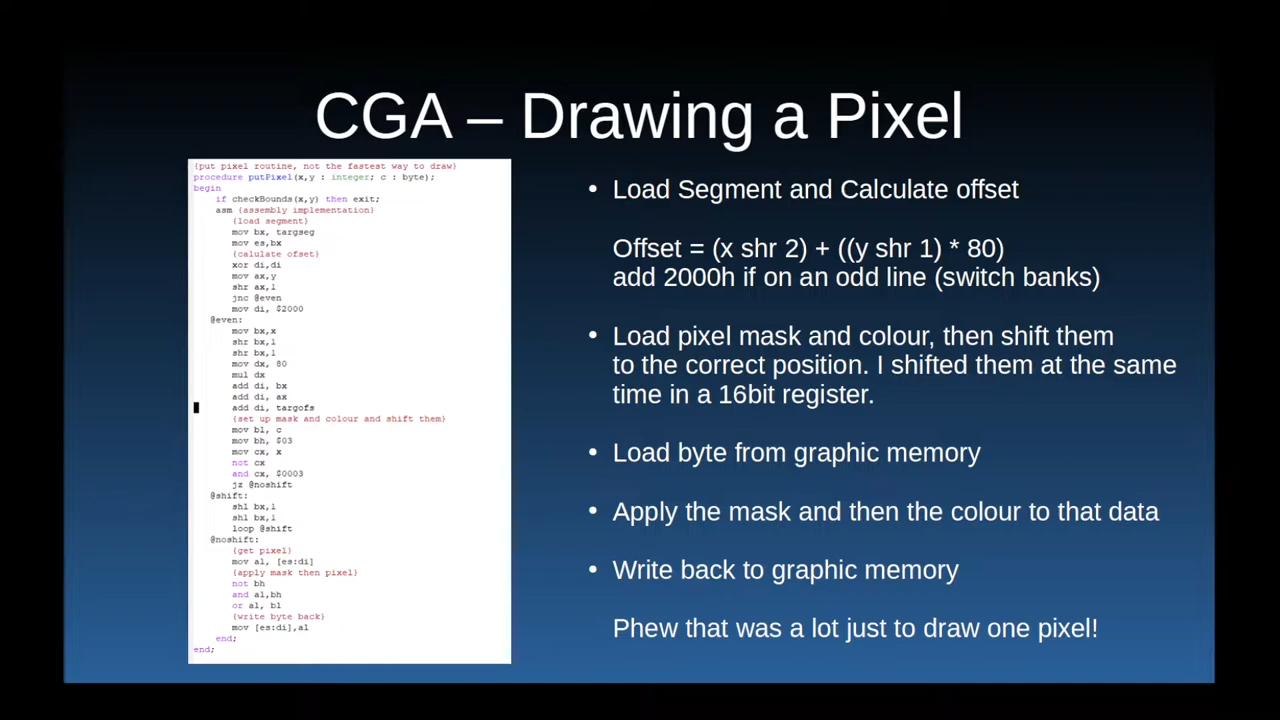 CGA – Drawing a Pixel
{put pixel routine, not the fastest way to draw}
procedure putPixel(x,y : integer; c : byte);
begin
if checkBounds(x,y) then exit;
asm {assembly implementation}
{load segment}
mov bx, targseg
mov es,bx
{calulate ofset}
xor di,di
mov ax,y
shr ax,1
jnc @even
mov di, $2000
@even:
mov bx,x
shr bx,1
shr bx,1
mov dx, 80
mul dx
add di, bx
add di, ax
add di, targofs
{set up mask and colour and shift them}
mov bl, c
mov bh, $03
mov cx, x
not cx
and cx, $0003
jz @noshift
@shift:
shl bx,1
shl bx,1
loop @shift
@noshift:
{get pixel}
mov al, [es:di]
{apply mask then pixel}
not bh
and al,bh
or al, bl
{write byte back}
mov [es:di],al
end;
end;
• Load Segment and Calculate offset
Offset = (x shr 2) + ((y shr 1) * 80)
add 2000h if on an odd line (switch banks)
• Load pixel mask and colour, then shift them
to the correct position. I shifted them at the same
time in a 16bit register.
• Load byte from graphic memory
• Apply the mask and then the colour to that data
• Write back to graphic memory
Phew that was a lot just to draw one pixel!